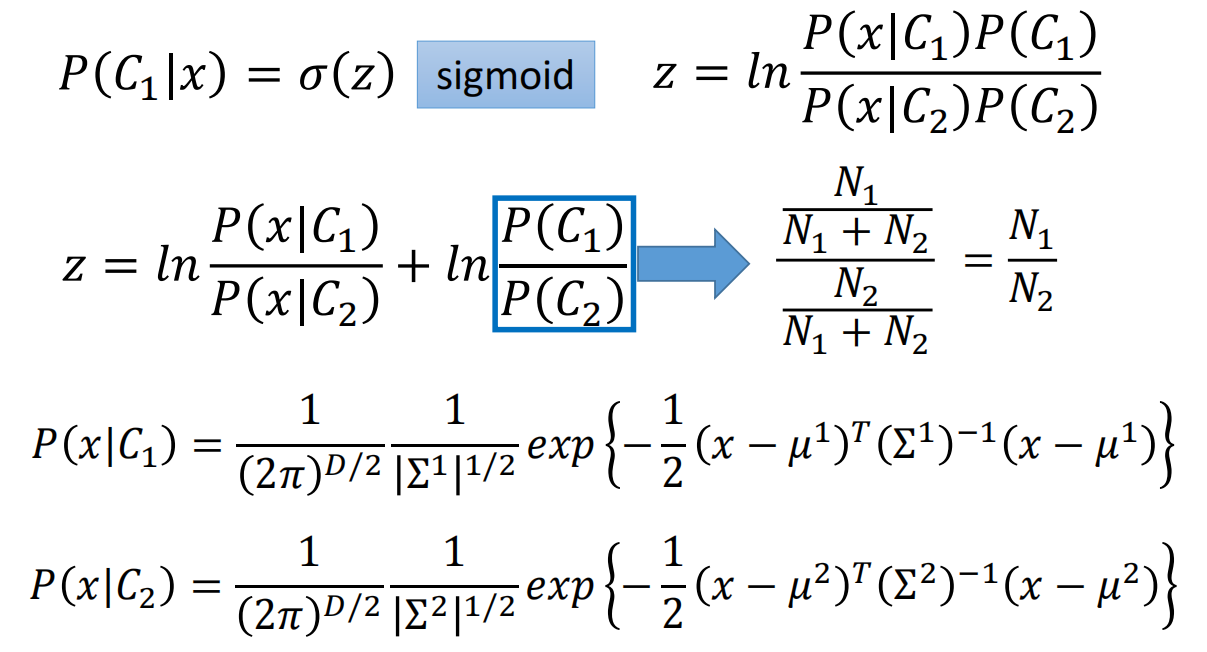 P(C₁|x) = σ(z) sigmoid z = ln P(x|C₁)P(C₁) / P(x|C₂)P(C₂)
z = ln P(x|C₁) / P(x|C₂) + ln P(C₁) / P(C₂) (N₁ / (N₁ + N₂)) / (N₂ / (N₁ + N₂)) = N₁ / N₂
P(x|C₁) = 1 / (2π)^{D/2} 1 / |Σ¹|^{1/2} exp {−1/2 (x − μ¹)^T (Σ¹)⁻¹ (x − μ¹)}
P(x|C₂) = 1 / (2π)^{D/2} 1 / |Σ²|^{1/2} exp {−1/2 (x − μ²)^T (Σ²)⁻¹ (x − μ²)}